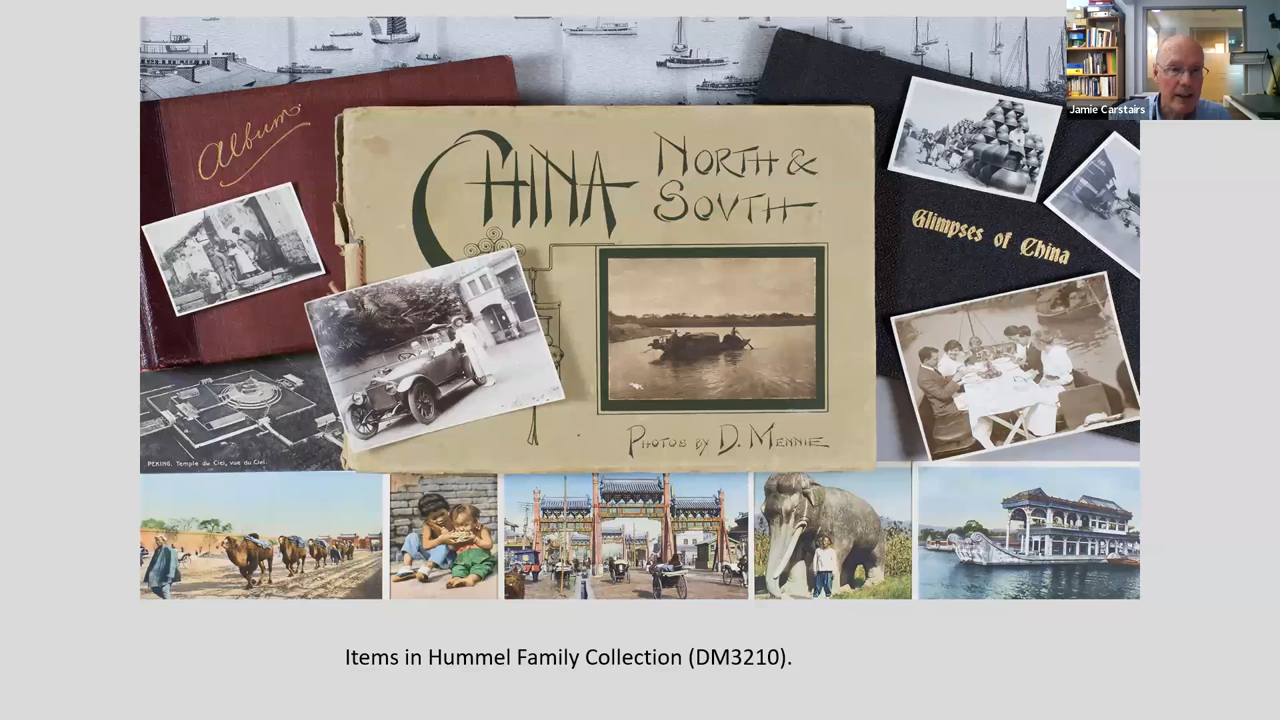 Jamie Carstairs
Album
CHINA
NORTH &
SOUTH
Glimpses of China
PHOTOS BY D. MENNIE
PEKING. Temple du Ciel, vue du Ciel.
Items in Hummel Family Collection (DM3210).